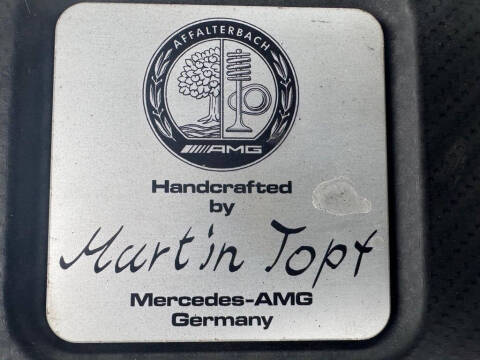 AFFALTERBACH
AMG
Handcrafted
by
Martin Topf
Mercedes-AMG
Germany